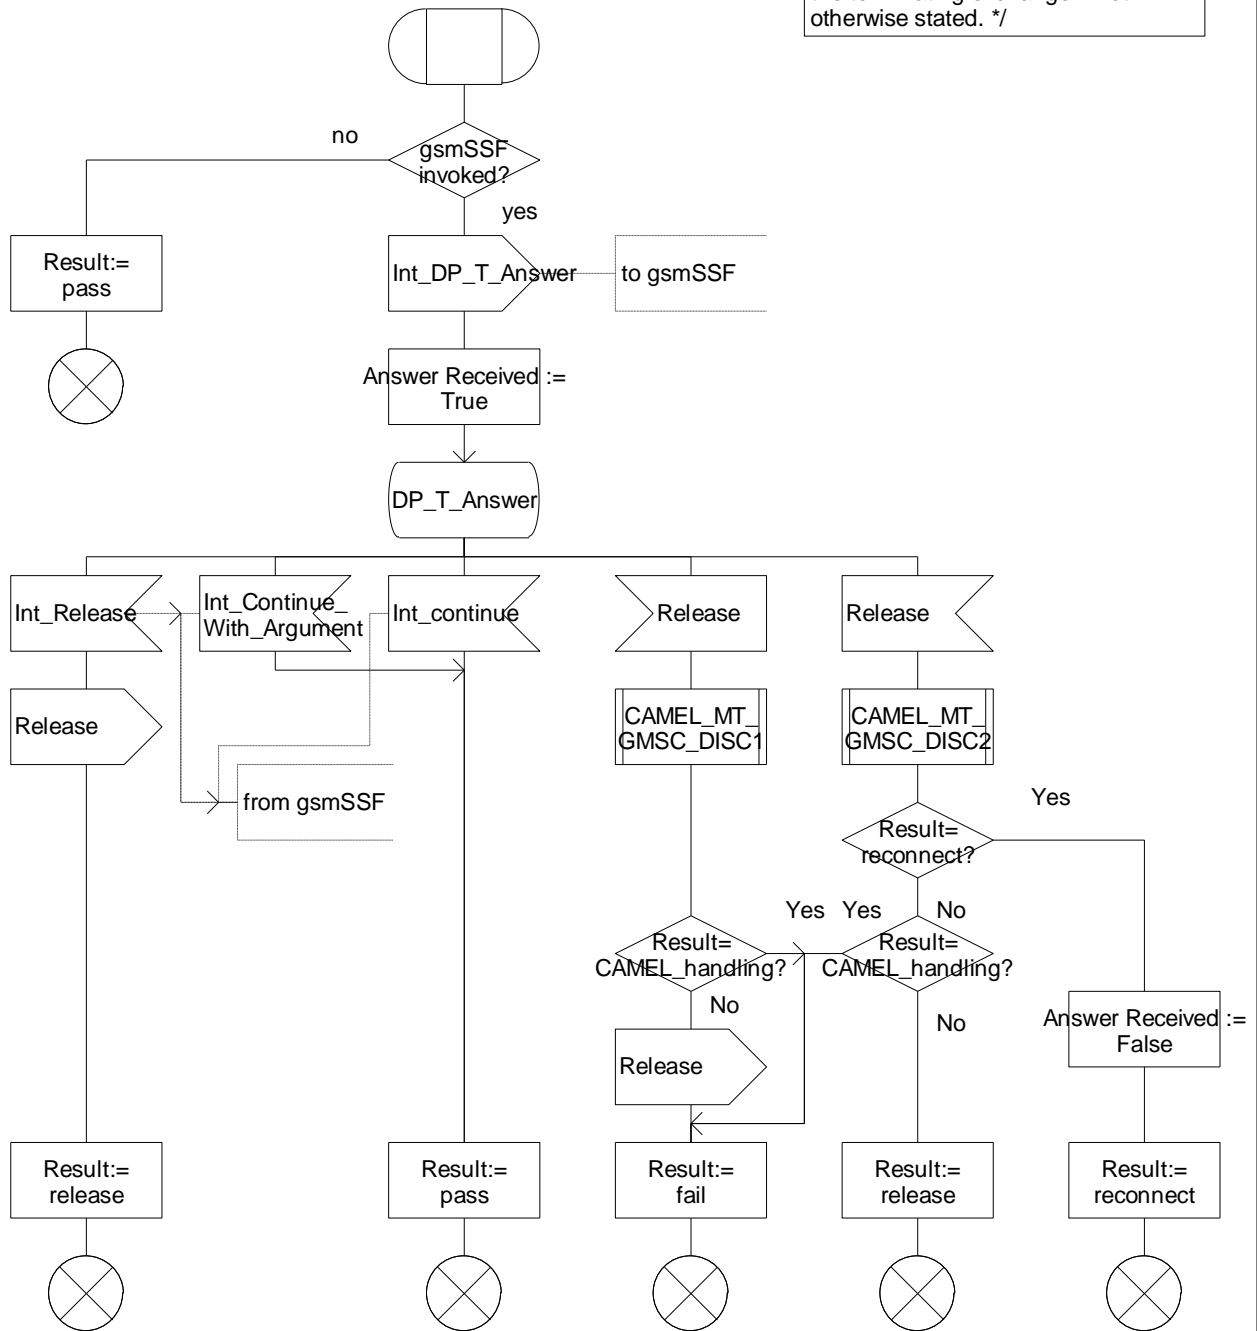 otherwise stated. */
no
gsmSSF
invoked?
yes
Result:=
pass
Int_DP_T_Answer
to gsmSSF
Answer Received :=
True
DP_T_Answer
Int_Release
Int_Continue_
With_Argument
Int_continue
Release
Release
Release
CAMEL_MT_
GMSC_DISC1
CAMEL_MT_
GMSC_DISC2
from gsmSSF
Yes
Result=
reconnect?
Yes
Yes
No
Result=
CAMEL_handling?
Result=
CAMEL_handling?
No
No
Answer Received :=
False
Release
Result:=
release
Result:=
pass
Result:=
fail
Result:=
release
Result:=
reconnect